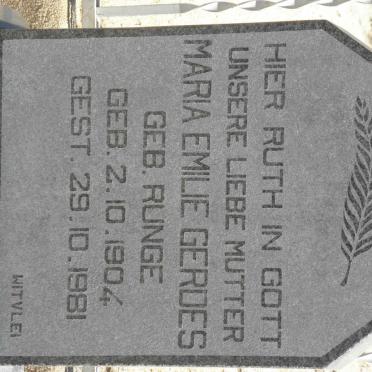 HIER RUTH IN GOTT
UNSERE LIEBE MUTTER
MARIA EMILIE GERDES
GEB. RUNGE
GEB. 2.10.1904
GEST. 29.10.1981
WITVLEI